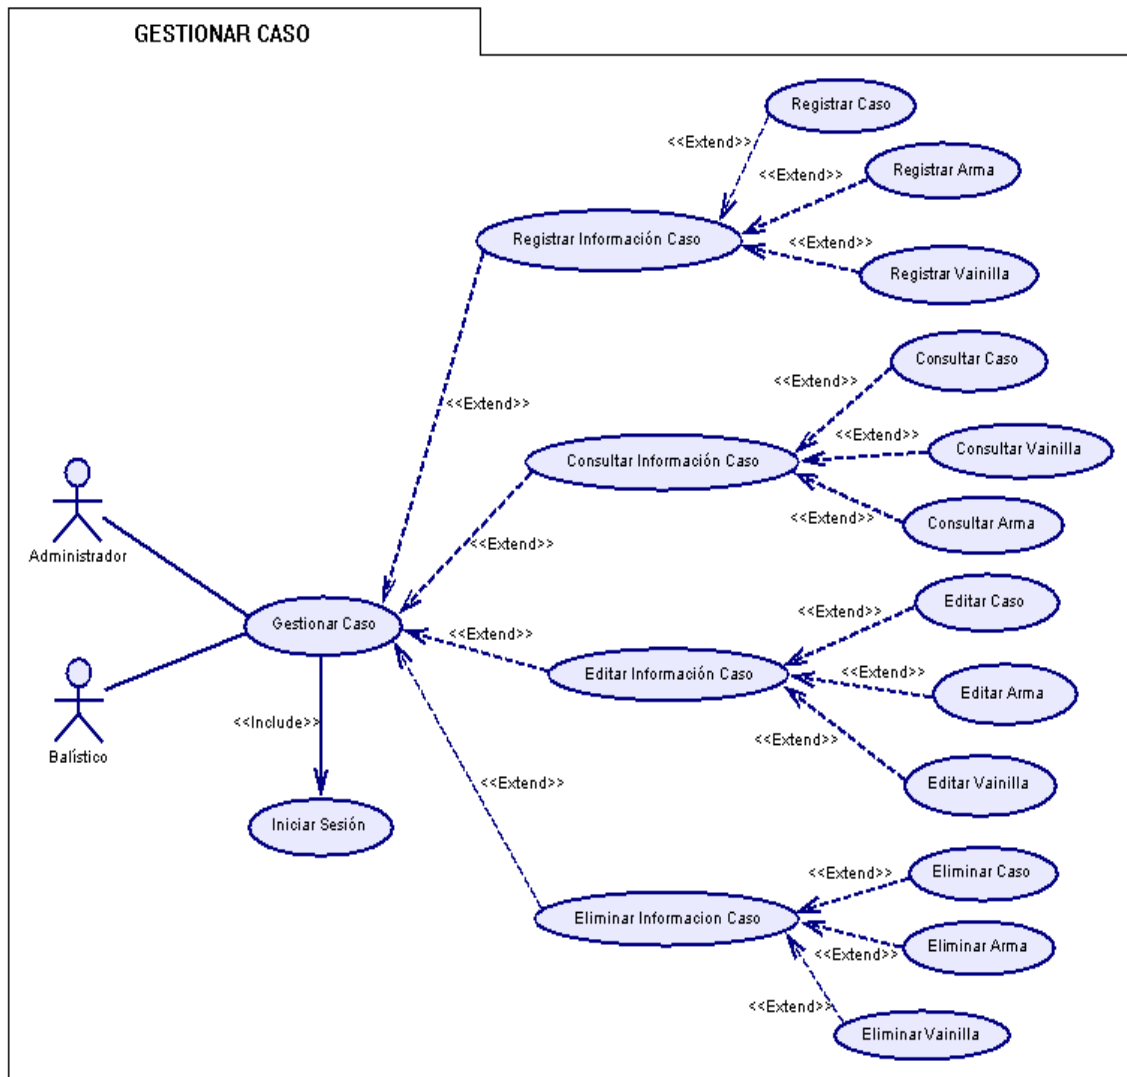 GESTIONAR CASO
Registrar Caso
<<Extend>>
Registrar Arma
<<Extend>>
Registrar Información Caso
<<Extend>>
Registrar Vainilla
Consultar Caso
<<Extend>>
<<Extend>>
<<Extend>>
Consultar Vainilla
Consultar Información Caso
<<Extend>>
Consultar Arma
<<Extend>>
Administrador
Editar Caso
<<Extend>>
Gestionar Caso
<<Extend>>
Editar Información Caso
<<Extend>>
Editar Arma
Balístico
<<Include>>
<<Extend>>
<<Extend>>
Editar Vainilla
Iniciar Sesión
<<Extend>>
Eliminar Caso
Eliminar Informacion Caso
<<Extend>>
Eliminar Arma
<<Extend>>
Eliminar Vainilla